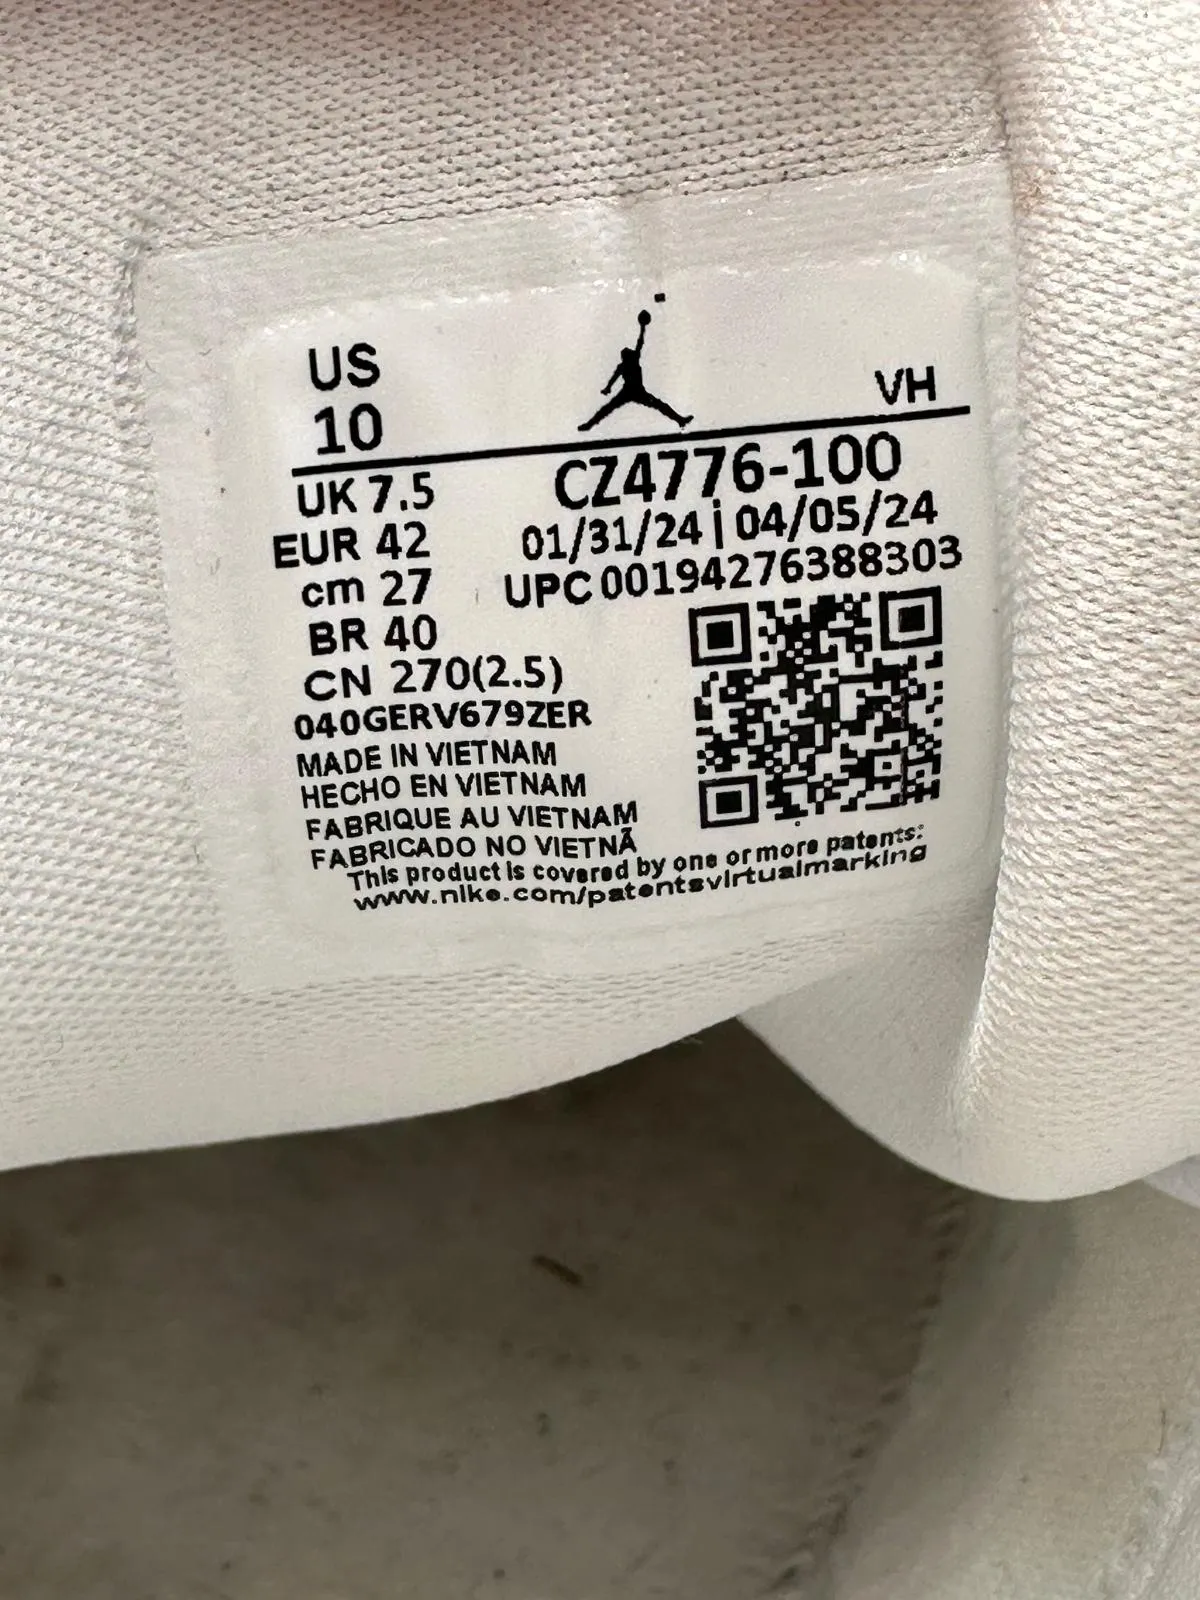 US
10
VH
UK 7.5
EUR 42
cm 27
BR 40
CN 270(2.5)
CZ4776-100
01/31/24 | 04/05/24
UPC 00194276388303
040GERV679ZER
MADE IN VIETNAM
HECHO EN VIETNAM
FABRIQUE AU VIETNAM
FABRICADO NO VIETNÃ
This product is covered by one or more patents:
www.nike.com/patentsvirtualmarking